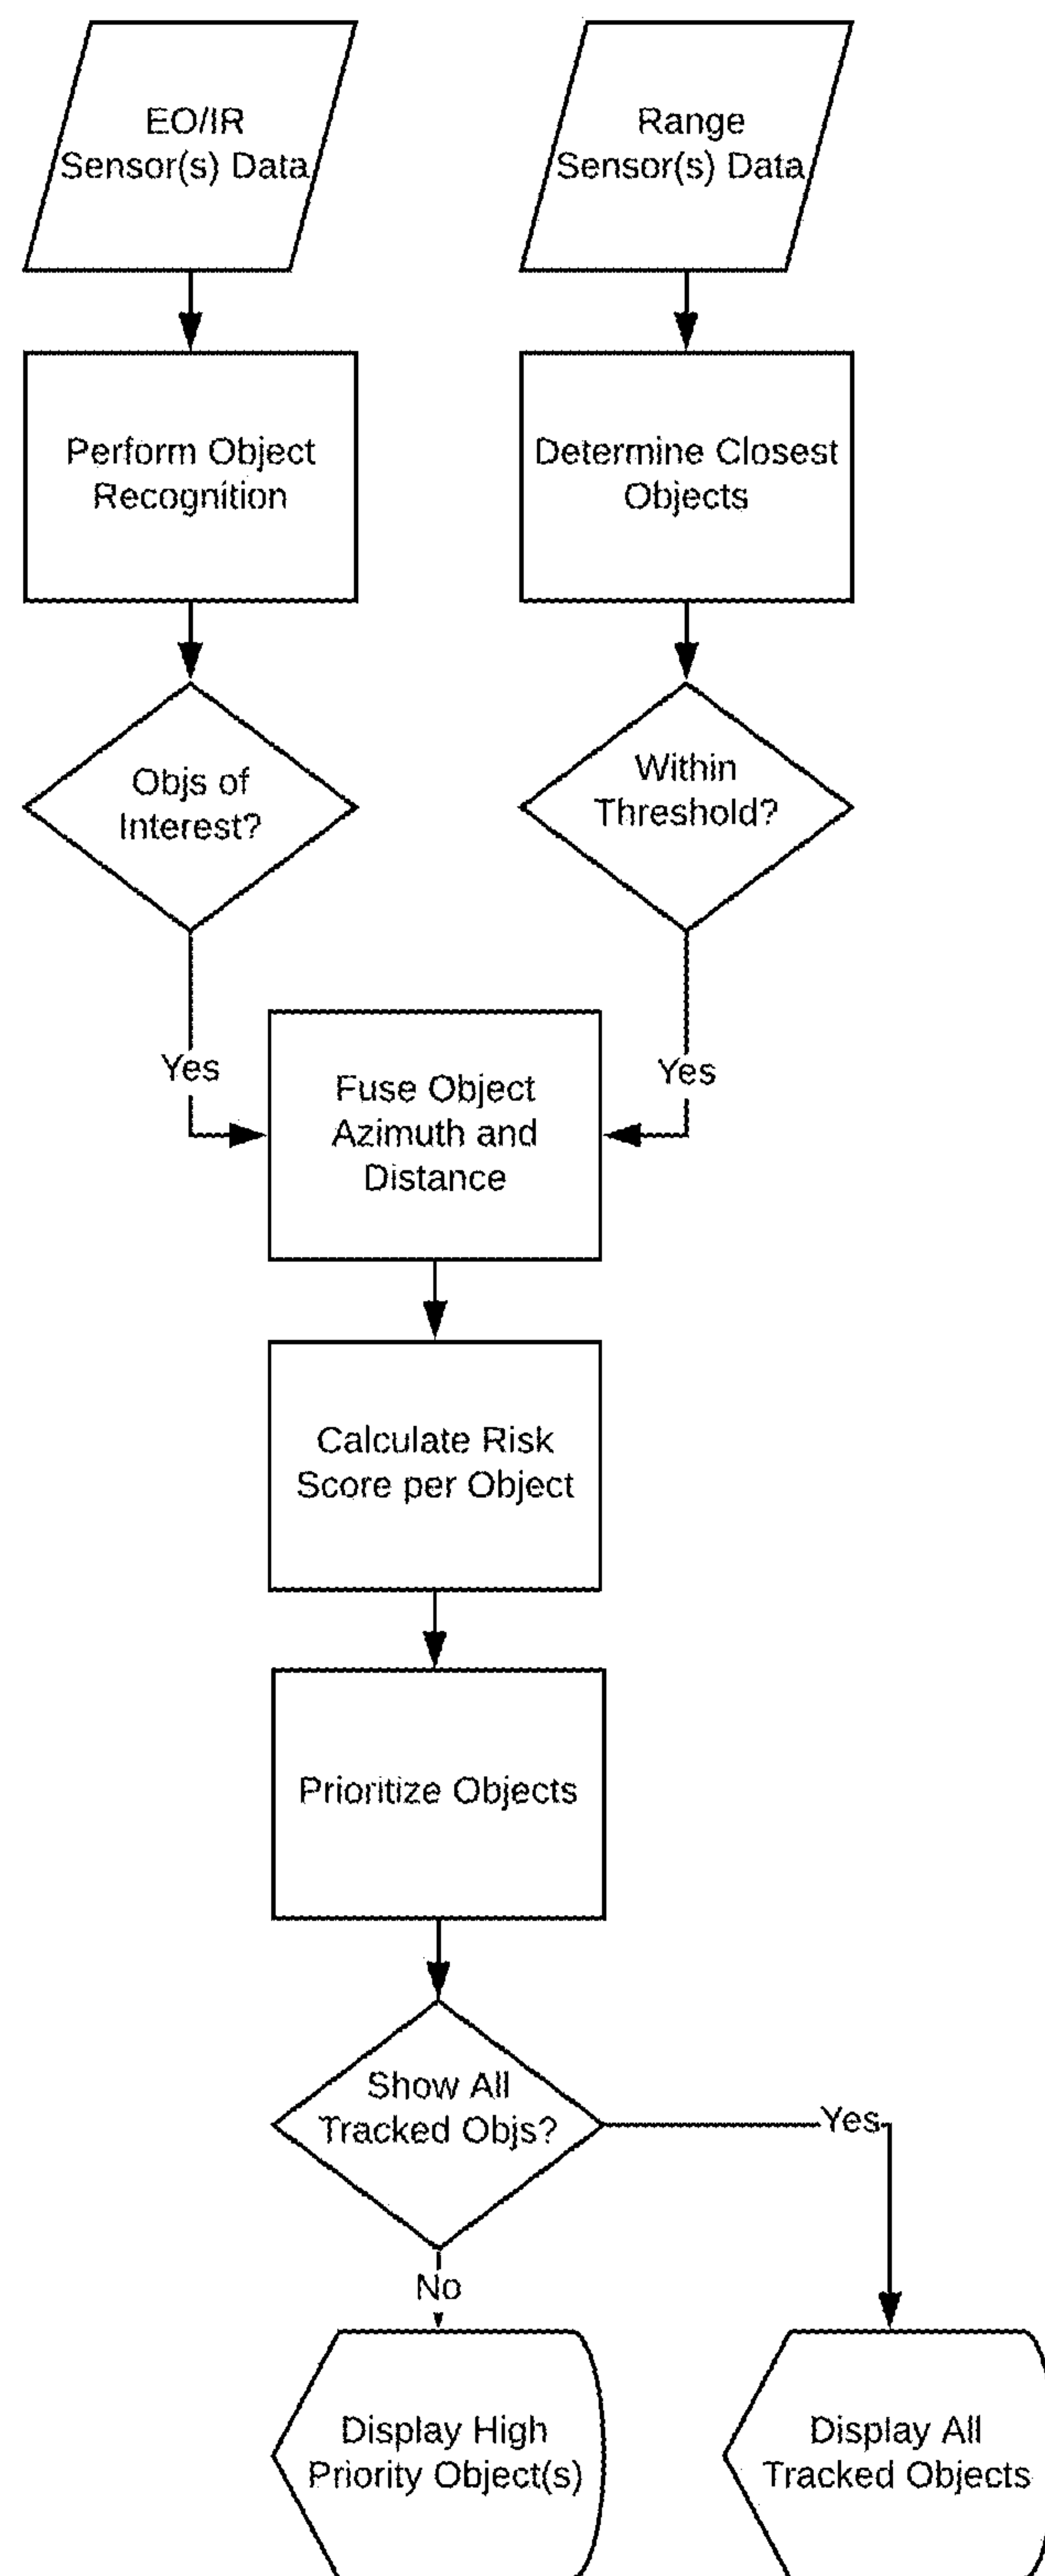 EO/IR
Sensor(s) Data
Range
Sensor(s) Data
Perform Object
Recognition
Determine Closest
Objects
Objs of
Interest?
Within
Threshold?
Yes
Yes
Fuse Object
Azimuth and
Distance
Calculate Risk
Score per Object
Prioritize Objects
Show All
Tracked Objs?
Yes
No
Display High
Priority Object(s)
Display All
Tracked Objects